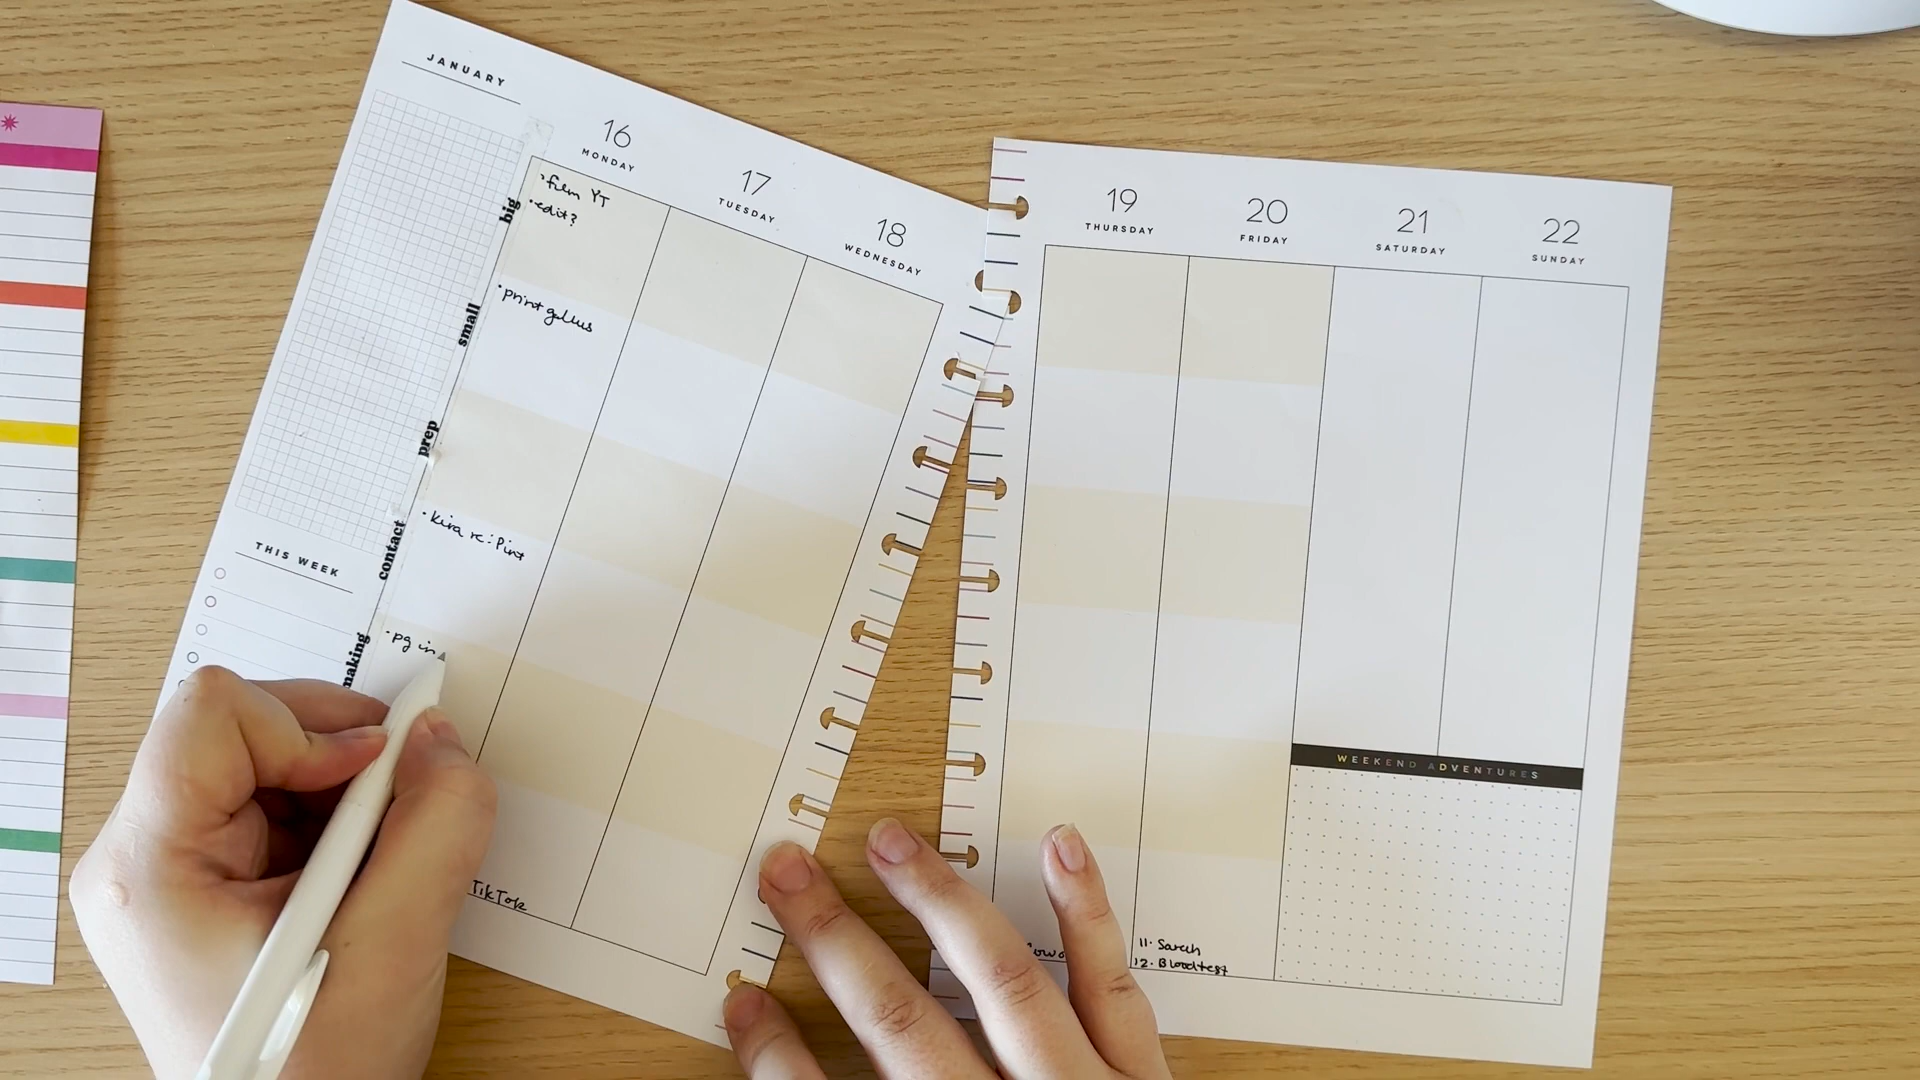 JANUARY
16
MONDAY
17
TUESDAY
18
WEDNESDAY
big
• film YT
• edit?
small
• print
prep
contact
• kira re: Pint
making
• pg in
TikTok
THIS WEEK
19
THURSDAY
20
FRIDAY
21
SATURDAY
22
SUNDAY
WEEKEND ADVENTURES
11. Sarah
12. Bloodtest